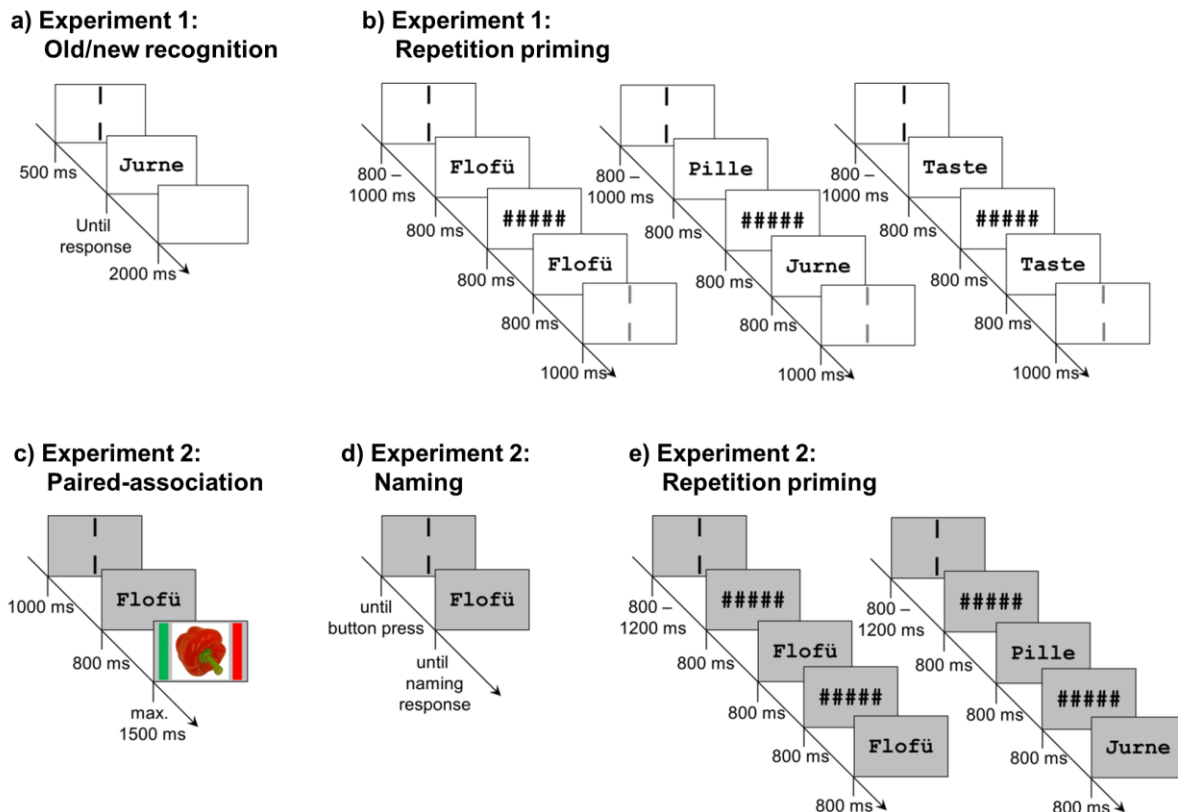 a) Experiment 1:
Old/new recognition
500 ms
Jurne
Until
response
2000 ms
b) Experiment 1:
Repetition priming
800 –
1000 ms
Flofü
800 ms
#####
800 ms
Flofü
800 ms
1000 ms
800 –
1000 ms
Pille
800 ms
#####
800 ms
Jurne
800 ms
1000 ms
800 –
1000 ms
Taste
800 ms
#####
800 ms
Taste
800 ms
1000 ms
c) Experiment 2:
Paired-association
1000 ms
Flofü
800 ms
max.
1500 ms
d) Experiment 2:
Naming
until
button press
Flofü
until
naming
response
e) Experiment 2:
Repetition priming
800 –
1200 ms
#####
800 ms
Flofü
800 ms
#####
800 ms
Flofü
800 ms
800 –
1200 ms
#####
800 ms
Pille
800 ms
#####
800 ms
Jurne
800 ms